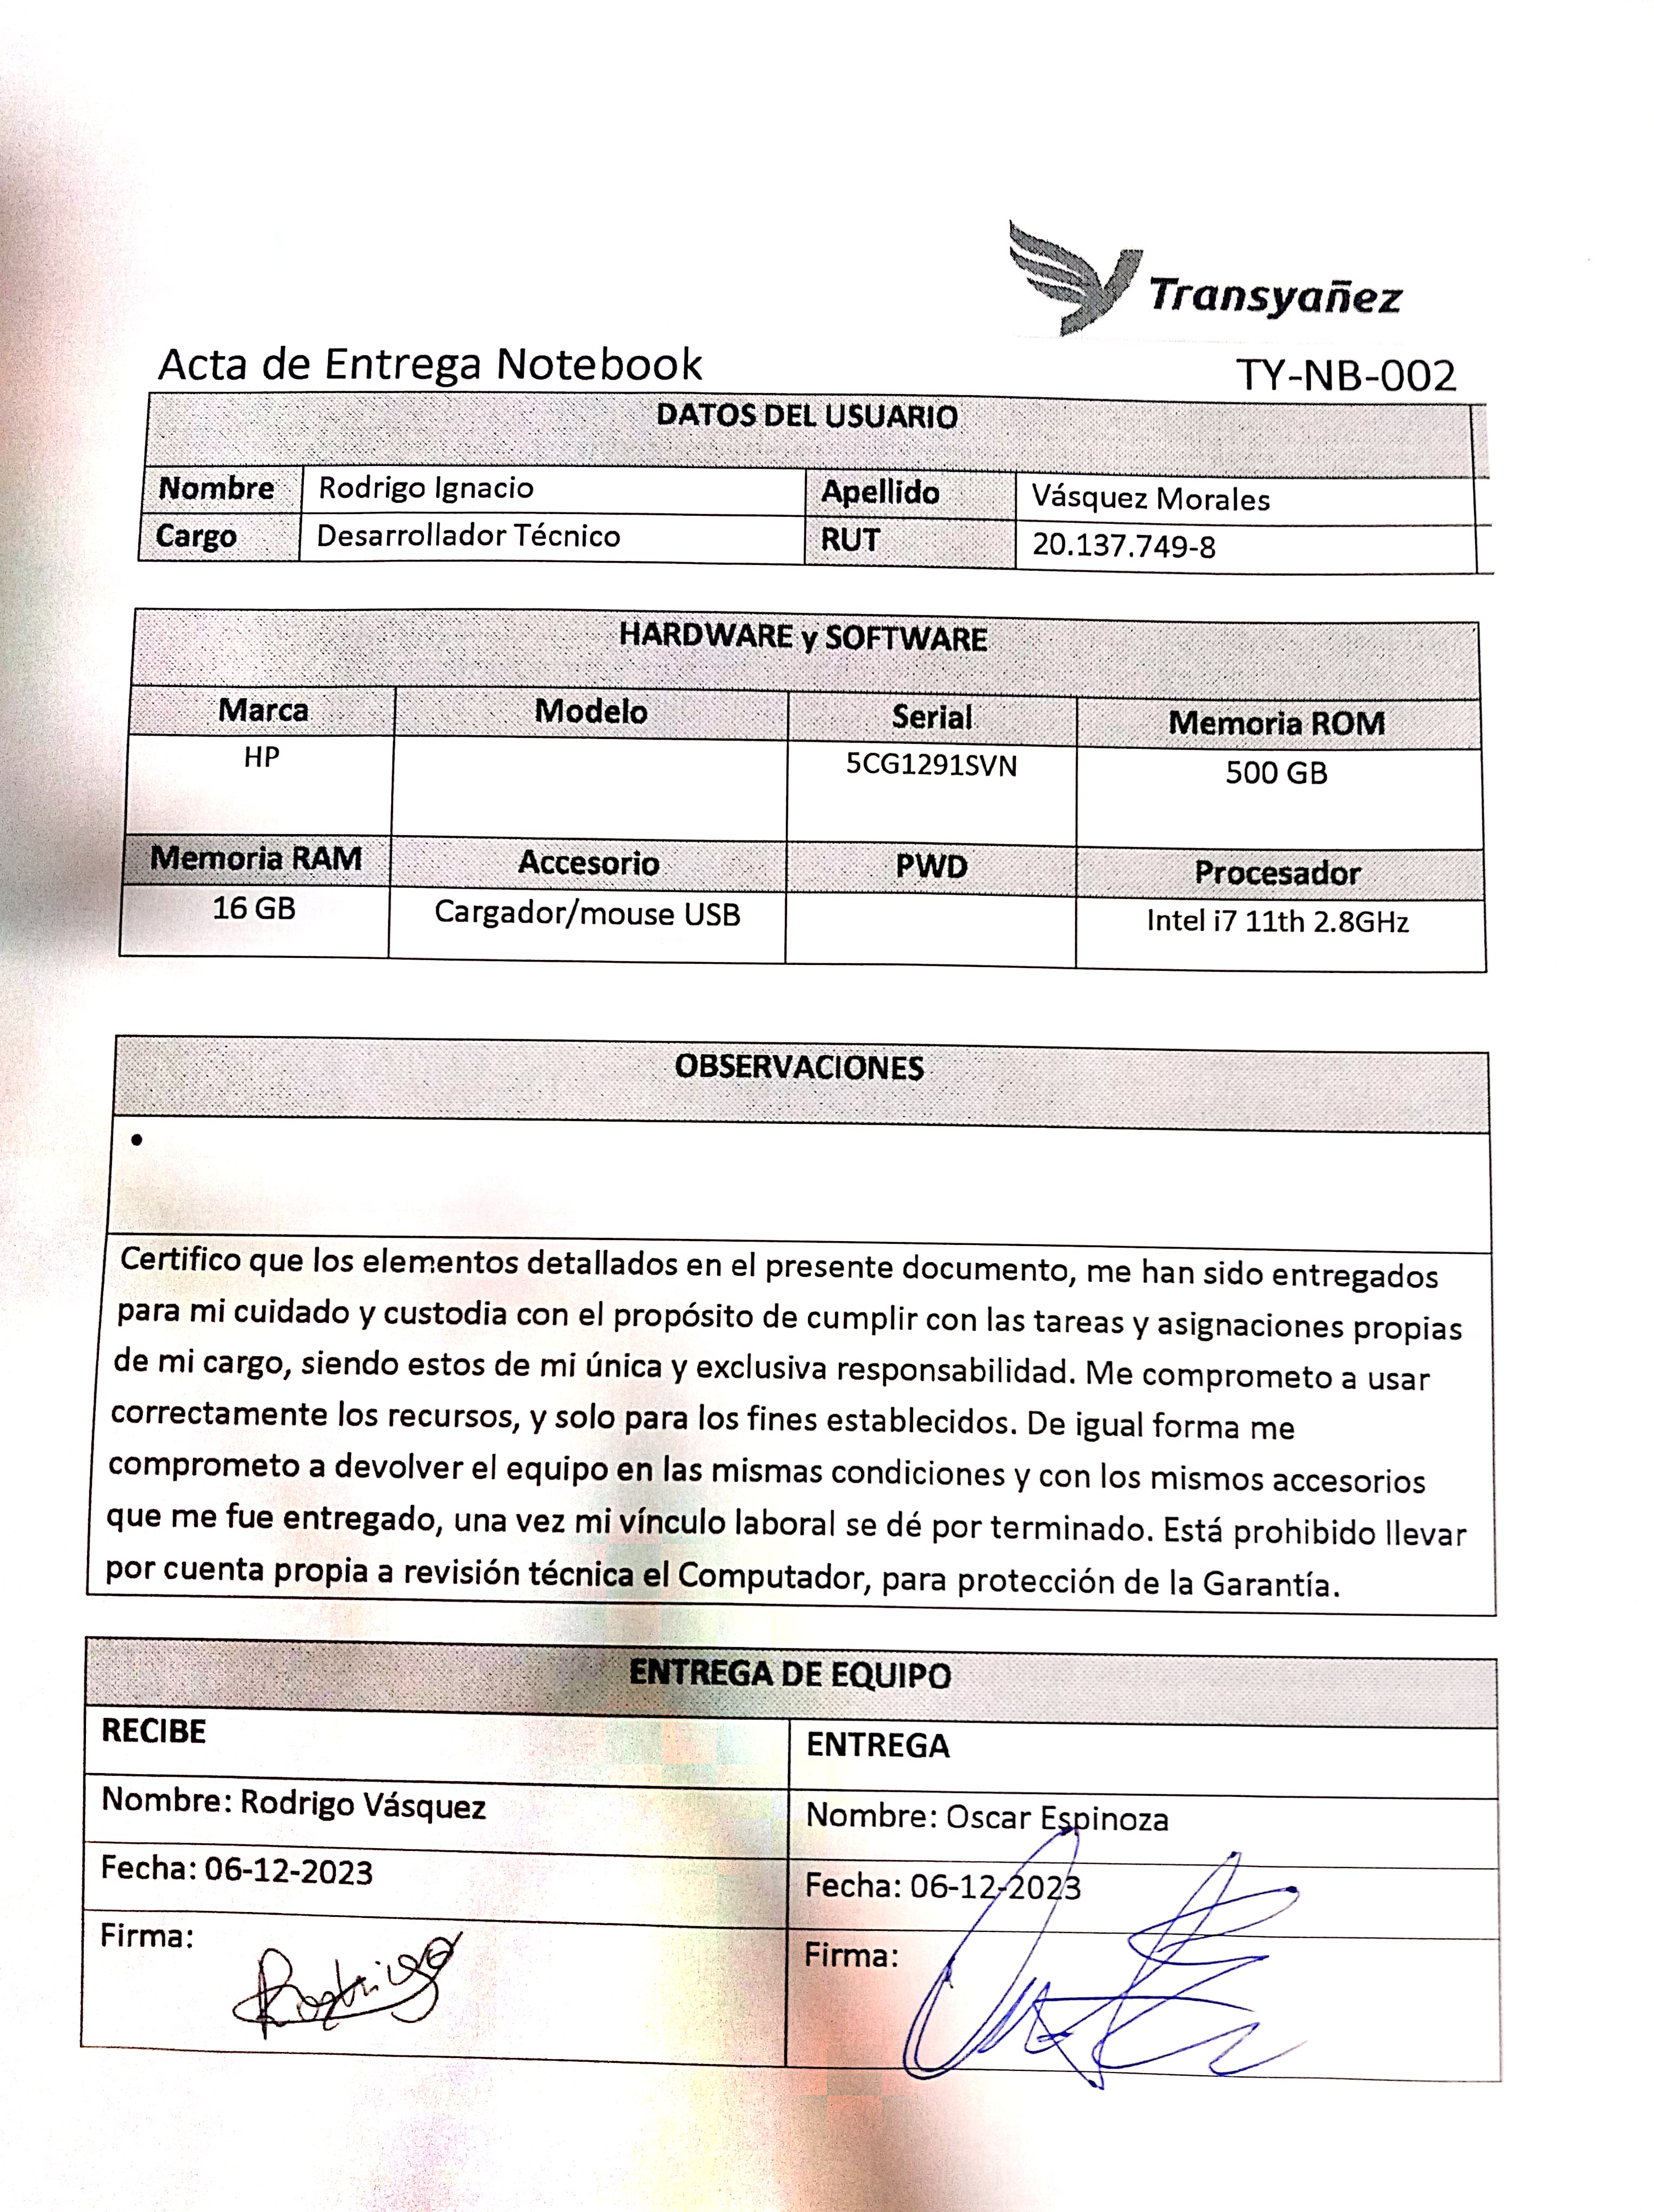 Transyañez
Acta de Entrega Notebook TY-NB-002
DATOS DEL USUARIO
Nombre Rodrigo Ignacio Apellido Vásquez Morales
Cargo Desarrollador Técnico RUT 20.137.749-8
HARDWARE y SOFTWARE
Marca Modelo Serial Memoria ROM
HP 5CG1291SVN 500 GB
Memoria RAM Accesorio PWD Procesador
16 GB Cargador/mouse USB Intel i7 11th 2.8GHz
OBSERVACIONES
•
Certifico que los elementos detallados en el presente documento, me han sido entregados
para mi cuidado y custodia con el propósito de cumplir con las tareas y asignaciones propias
de mi cargo, siendo estos de mi única y exclusiva responsabilidad. Me comprometo a usar
correctamente los recursos, y solo para los fines establecidos. De igual forma me
comprometo a devolver el equipo en las mismas condiciones y con los mismos accesorios
que me fue entregado, una vez mi vínculo laboral se dé por terminado. Está prohibido llevar
por cuenta propia a revisión técnica el Computador, para protección de la Garantía.
ENTREGA DE EQUIPO
RECIBE ENTREGA
Nombre: Rodrigo Vásquez Nombre: Oscar Espinoza
Fecha: 06-12-2023 Fecha: 06-12-2023
Firma: Rodrigo Firma: